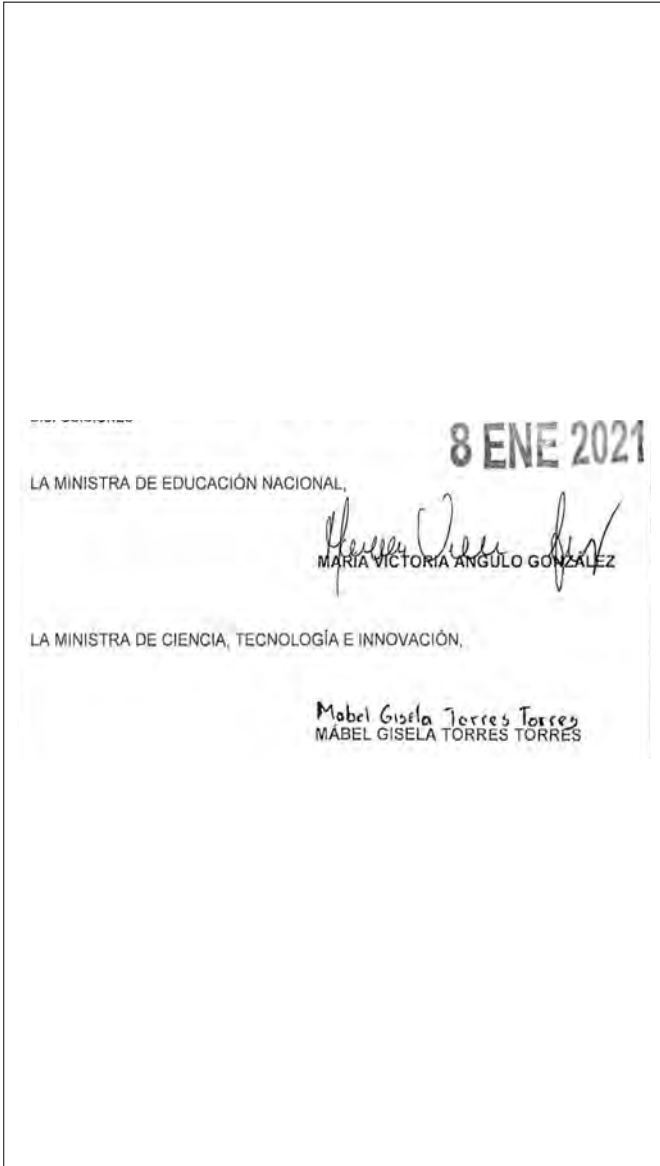 8 ENE 2021
LA MINISTRA DE EDUCACIÓN NACIONAL,
MARÍA VICTORIA ANGULO GONZÁLEZ
LA MINISTRA DE CIENCIA, TECNOLOGÍA E INNOVACIÓN,
Mabel Gisela Torres Torres
MABEL GISELA TORRES TORRES